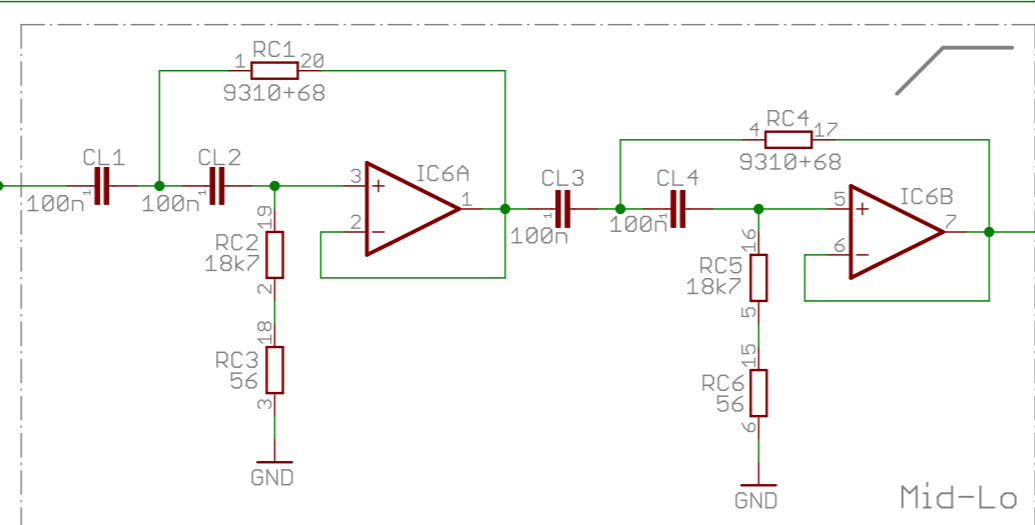 RC1
1 20
9310+68
RC4
4 17
9310+68
CL1
1
100n
CL2
1
100n
3
+
IC6A
1
2
-
CL3
1
100n
CL4
1
100n
5
+
IC6B
7
6
-
19
RC2
18k7
2
18
RC3
56
3
GND
16
RC5
18k7
5
15
RC6
56
6
GND
Mid-Lo